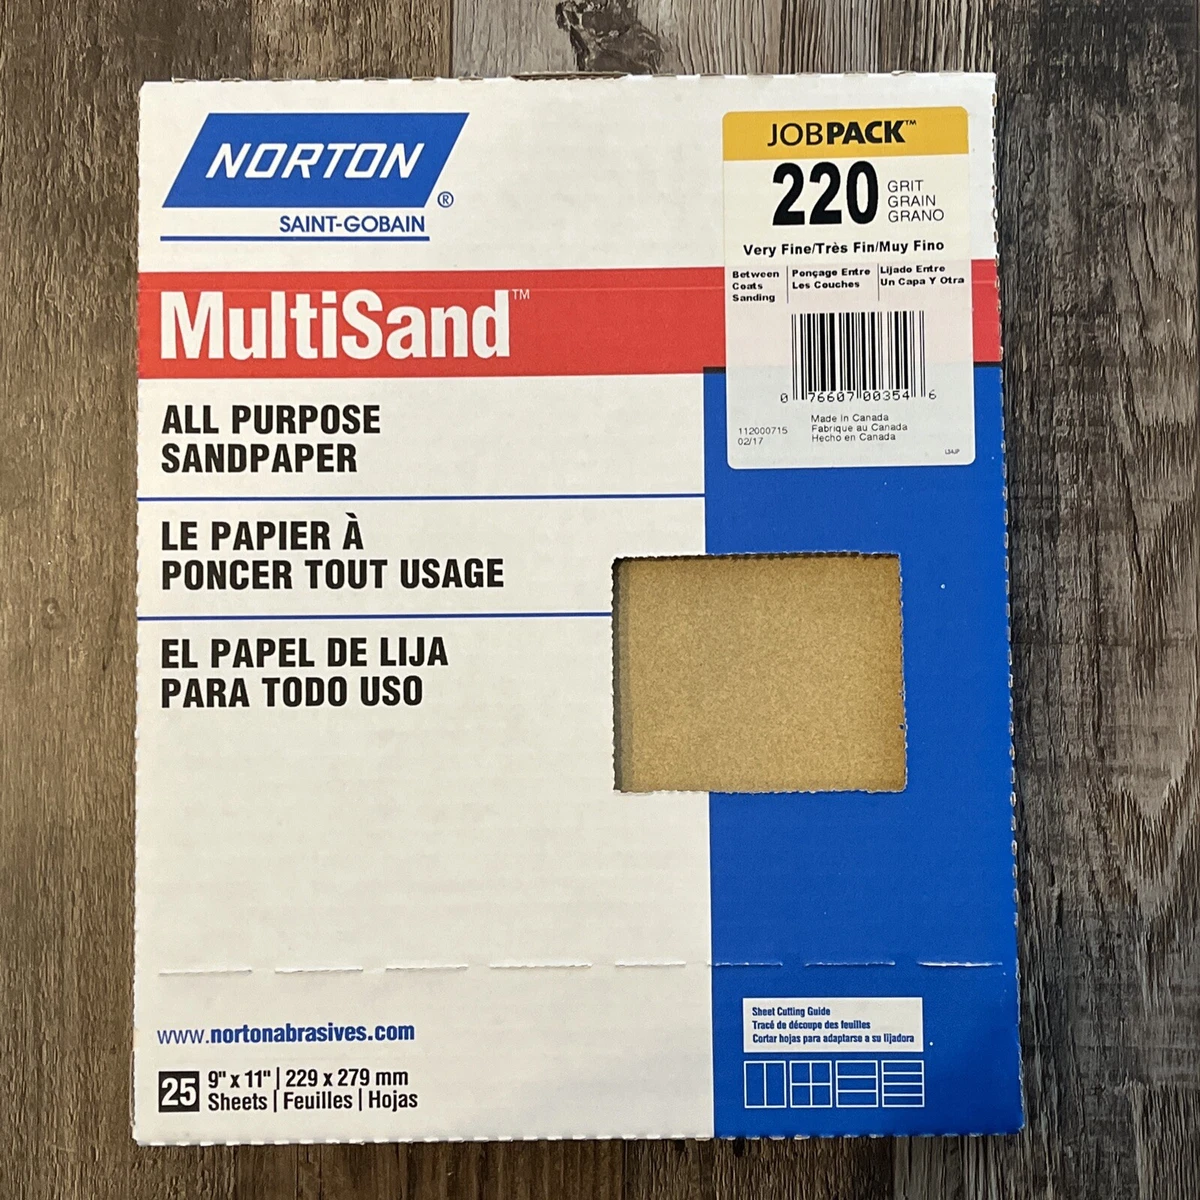 NORTON
®
SAINT-GOBAIN
JOBPACK™
220
GRIT
GRAIN
GRANO
Very Fine/Très Fin/Muy Fino
Between
Coats
Sanding
Ponçage Entre
Les Couches
Lijado Entre
Un Capa Y Otra
0 76607 00354 6
112000715
02/17
Made in Canada
Fabrique au Canada
Hecho en Canada
MultiSand™
ALL PURPOSE
SANDPAPER
LE PAPIER À
PONCER TOUT USAGE
EL PAPEL DE LIJA
PARA TODO USO
www.nortonabrasives.com
25
9" x 11" | 229 x 279 mm
Sheets | Feuilles | Hojas
Sheet Cutting Guide
Tracé de découpe des feuilles
Cortar hojas para adaptarse a su lijadora